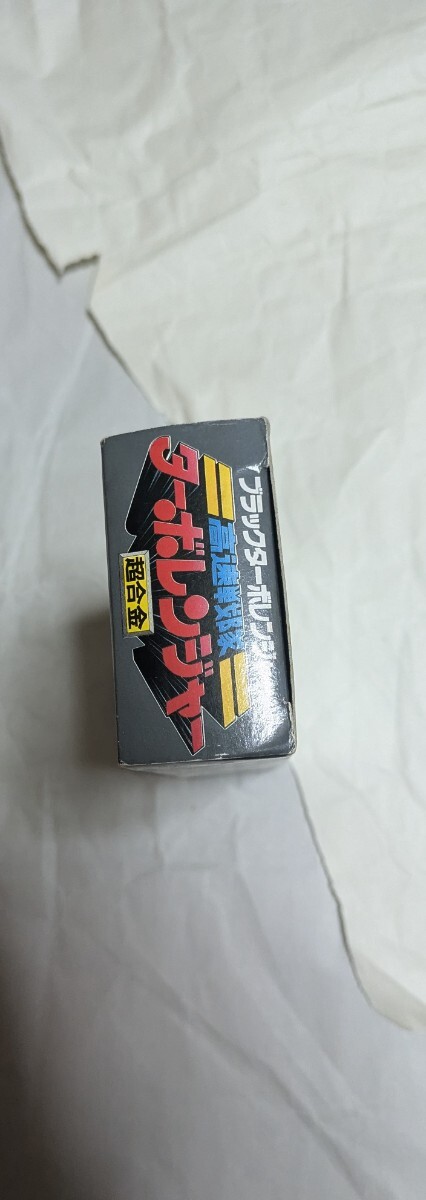 ブラックターボレンジャ
高速戦隊
ターボレンジャー
超合金